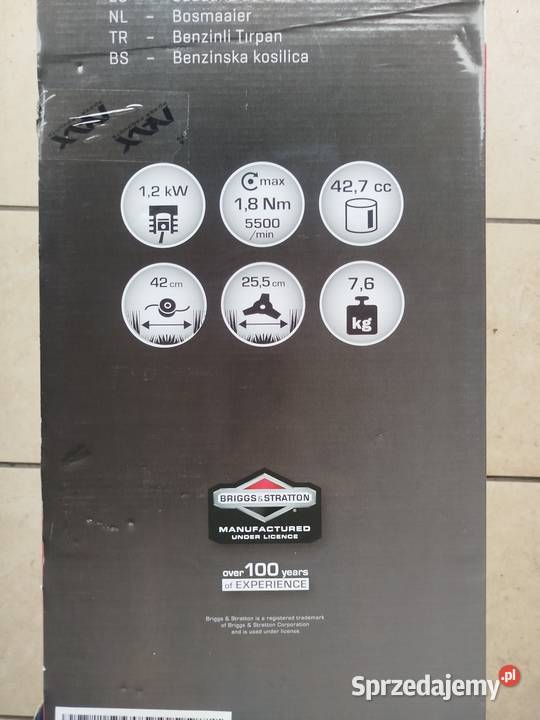 NL – Bosmaaier
TR – Benzinli Tırpan
BS – Benzinska kosilica
1,2 kW
max
1,8 Nm
5500
/min
42,7 cc
42 cm
25,5 cm
7,6
kg
BRIGGS & STRATTON
MANUFACTURED
UNDER LICENCE
over 100 years
of EXPERIENCE
Briggs & Stratton is a registered trademark
of Briggs & Stratton Corporation
and is used under licence
Sprzedajemy.pl